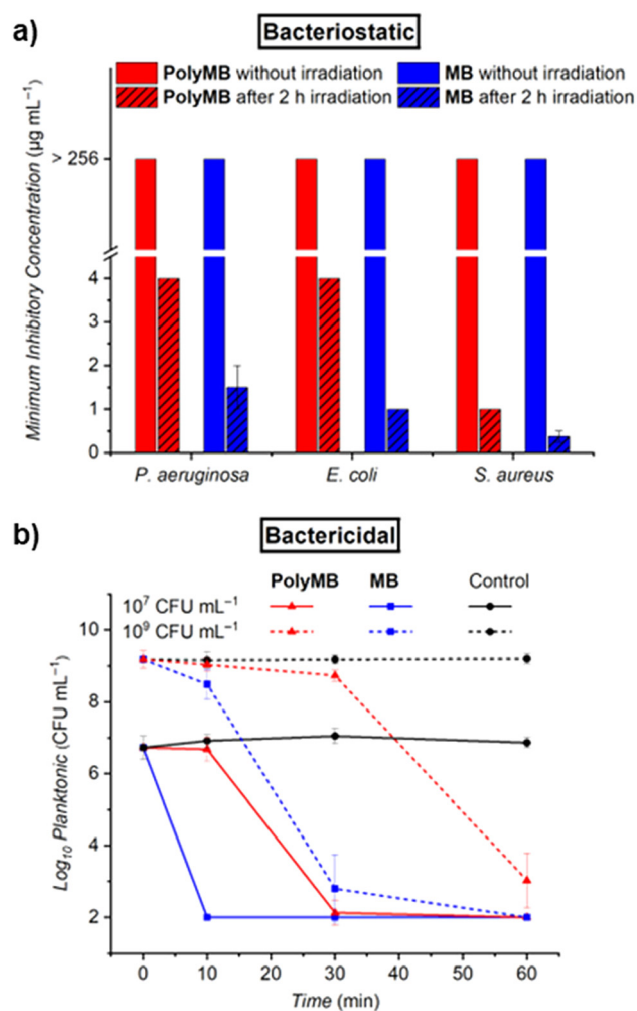 a)
Bacteriostatic
PolyMB without irradiation MB without irradiation
PolyMB after 2 h irradiation MB after 2 h irradiation
Minimum Inhibitory Concentration (µg mL⁻¹)
> 256
4
3
2
1
0
P. aeruginosa E. coli S. aureus
b)
Bactericidal
PolyMB MB Control
10⁷ CFU mL⁻¹
10⁹ CFU mL⁻¹
Log₁₀ Planktonic (CFU mL⁻¹)
10
8
6
4
2
0 10 20 30 40 50 60
Time (min)